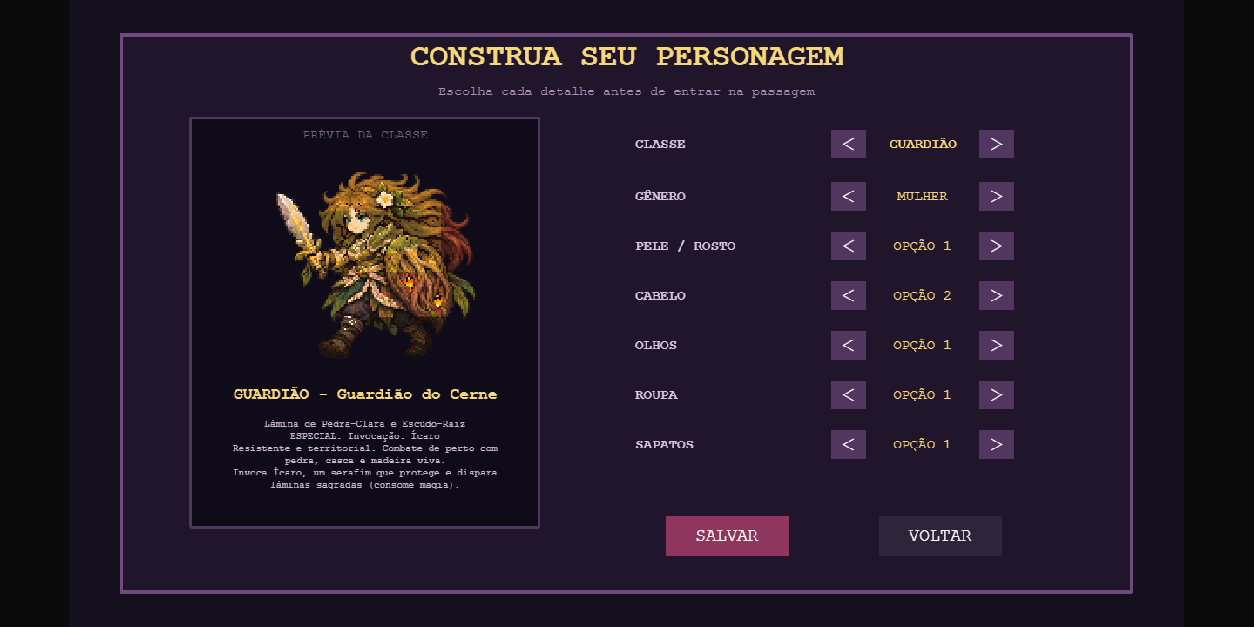 CONSTRUA SEU PERSONAGEM
Escolha cada detalhe antes de entrar na passagem
PRÉVIA DA CLASSE
GUARDIÃO - Guardião do Cerne
Lâmina de Pedra-Clara e Escudo-Raiz
ESPECIAL. Invocação. Ícaro
Resistente e territorial. Combate de perto com
pedra, casca e madeira viva.
Invoca Ícaro, um serafim que protege e dispara
lâminas sagradas (consome magia).
CLASSE < GUARDIÃO >
GÊNERO < MULHER >
PELE / ROSTO < OPÇÃO 1 >
CABELO < OPÇÃO 2 >
OLHOS < OPÇÃO 1 >
ROUPA < OPÇÃO 1 >
SAPATOS < OPÇÃO 1 >
SALVAR VOLTAR